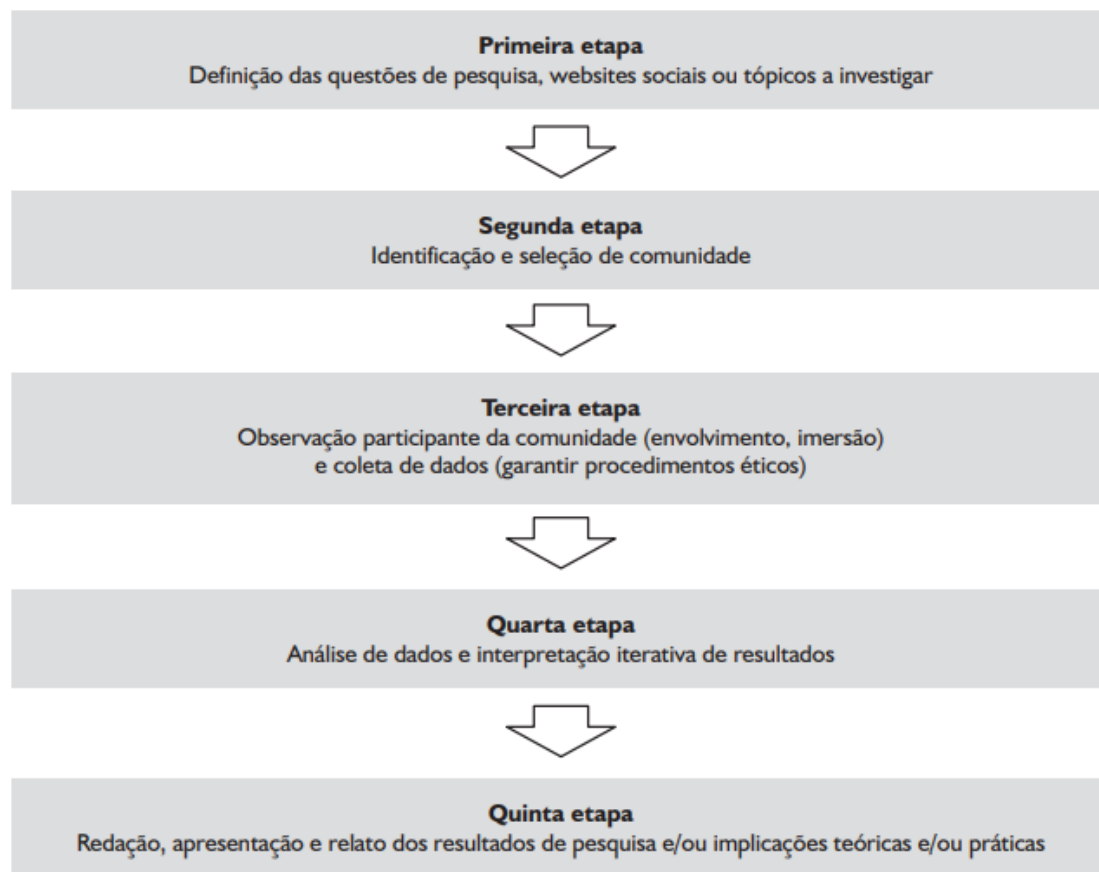 Primeira etapa
Definição das questões de pesquisa, websites sociais ou tópicos a investigar
Segunda etapa
Identificação e seleção de comunidade
Terceira etapa
Observação participante da comunidade (envolvimento, imersão)
e coleta de dados (garantir procedimentos éticos)
Quarta etapa
Análise de dados e interpretação iterativa de resultados
Quinta etapa
Redação, apresentação e relato dos resultados de pesquisa e/ou implicações teóricas e/ou práticas